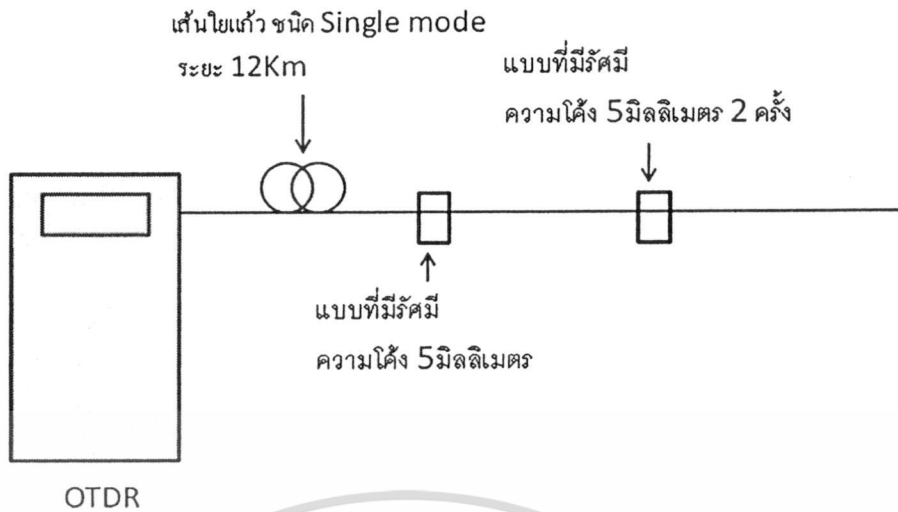 เส้นใยแก้ว ชนิด Single mode
ระยะ 12Km
แบบที่มีรัศมี
ความโค้ง 5มิลลิเมตร 2 ครั้ง
แบบที่มีรัศมี
ความโค้ง 5มิลลิเมตร
OTDR